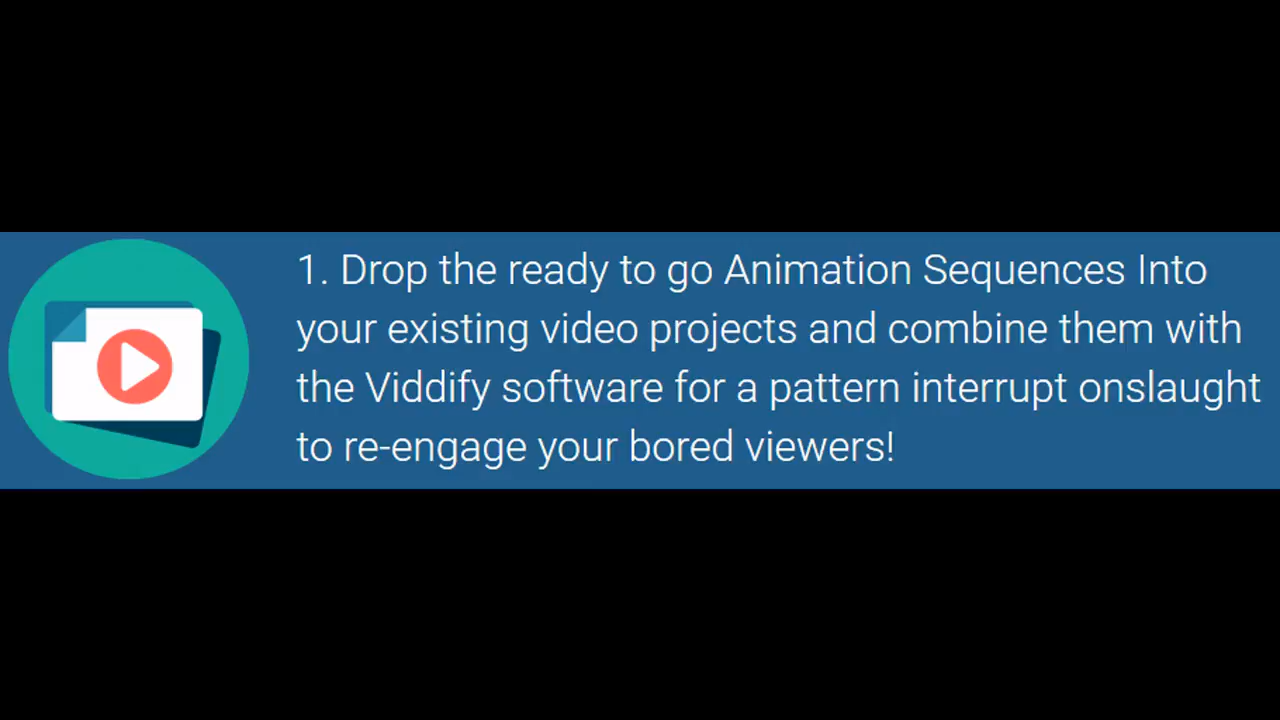 1. Drop the ready to go Animation Sequences Into
your existing video projects and combine them with
the Viddify software for a pattern interrupt onslaught
to re-engage your bored viewers!